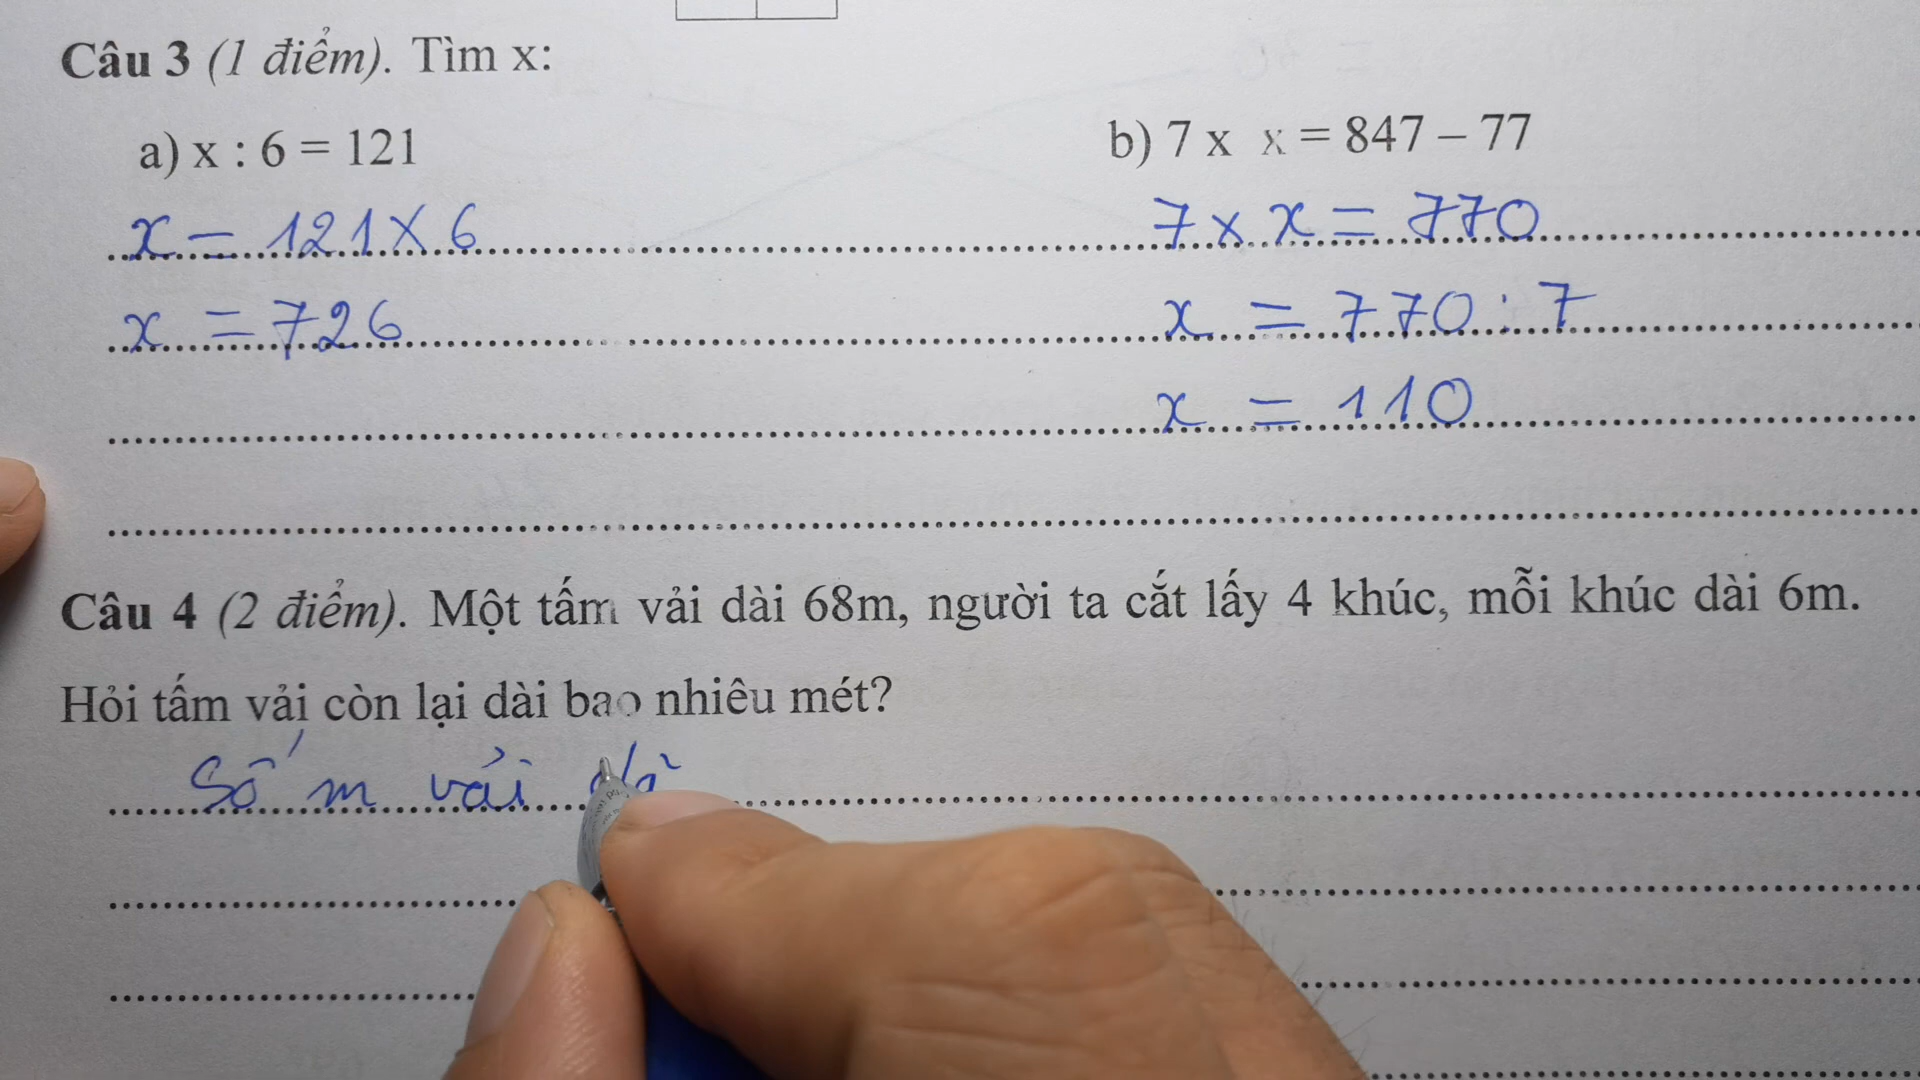 Câu 3 (1 điểm). Tìm x:
a) x : 6 = 121
b) 7 x x = 847 – 77
x = 121 × 6
7 × x = 770
x = 726
x = 770 : 7
x = 110
Câu 4 (2 điểm). Một tấm vải dài 68m, người ta cắt lấy 4 khúc, mỗi khúc dài 6m.
Hỏi tấm vải còn lại dài bao nhiêu mét?
Số m vải